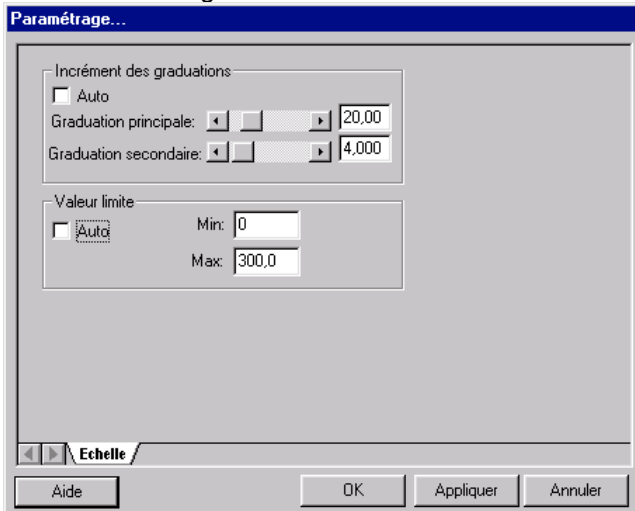 Paramétrage...
Incrément des graduations
Auto
Graduation principale: 20,00
Graduation secondaire: 4,000
Valeur limite
Auto Min: 0
Max: 300,0
Echelle
Aide OK Appliquer Annuler